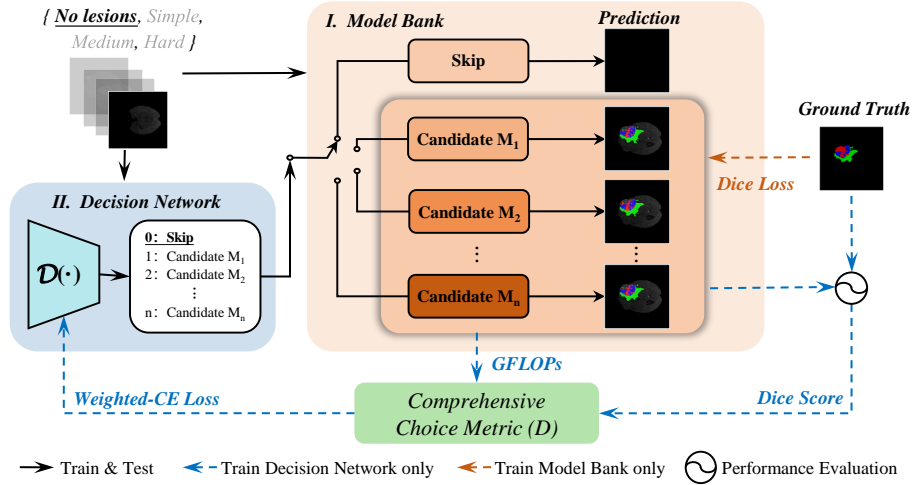 { No lesions, Simple,
Medium, Hard }
I. Model Bank
Prediction
Skip
Candidate M₁
Candidate M₂
⋮
Candidate Mₙ
⋮
Ground Truth
Dice Loss
II. Decision Network
𝒟(·)
0: Skip
1: Candidate M₁
2: Candidate M₂
⋮
n: Candidate Mₙ
GFLOPs
Weighted-CE Loss
Comprehensive
Choice Metric (D)
Dice Score
Train & Test
Train Decision Network only
Train Model Bank only
Performance Evaluation